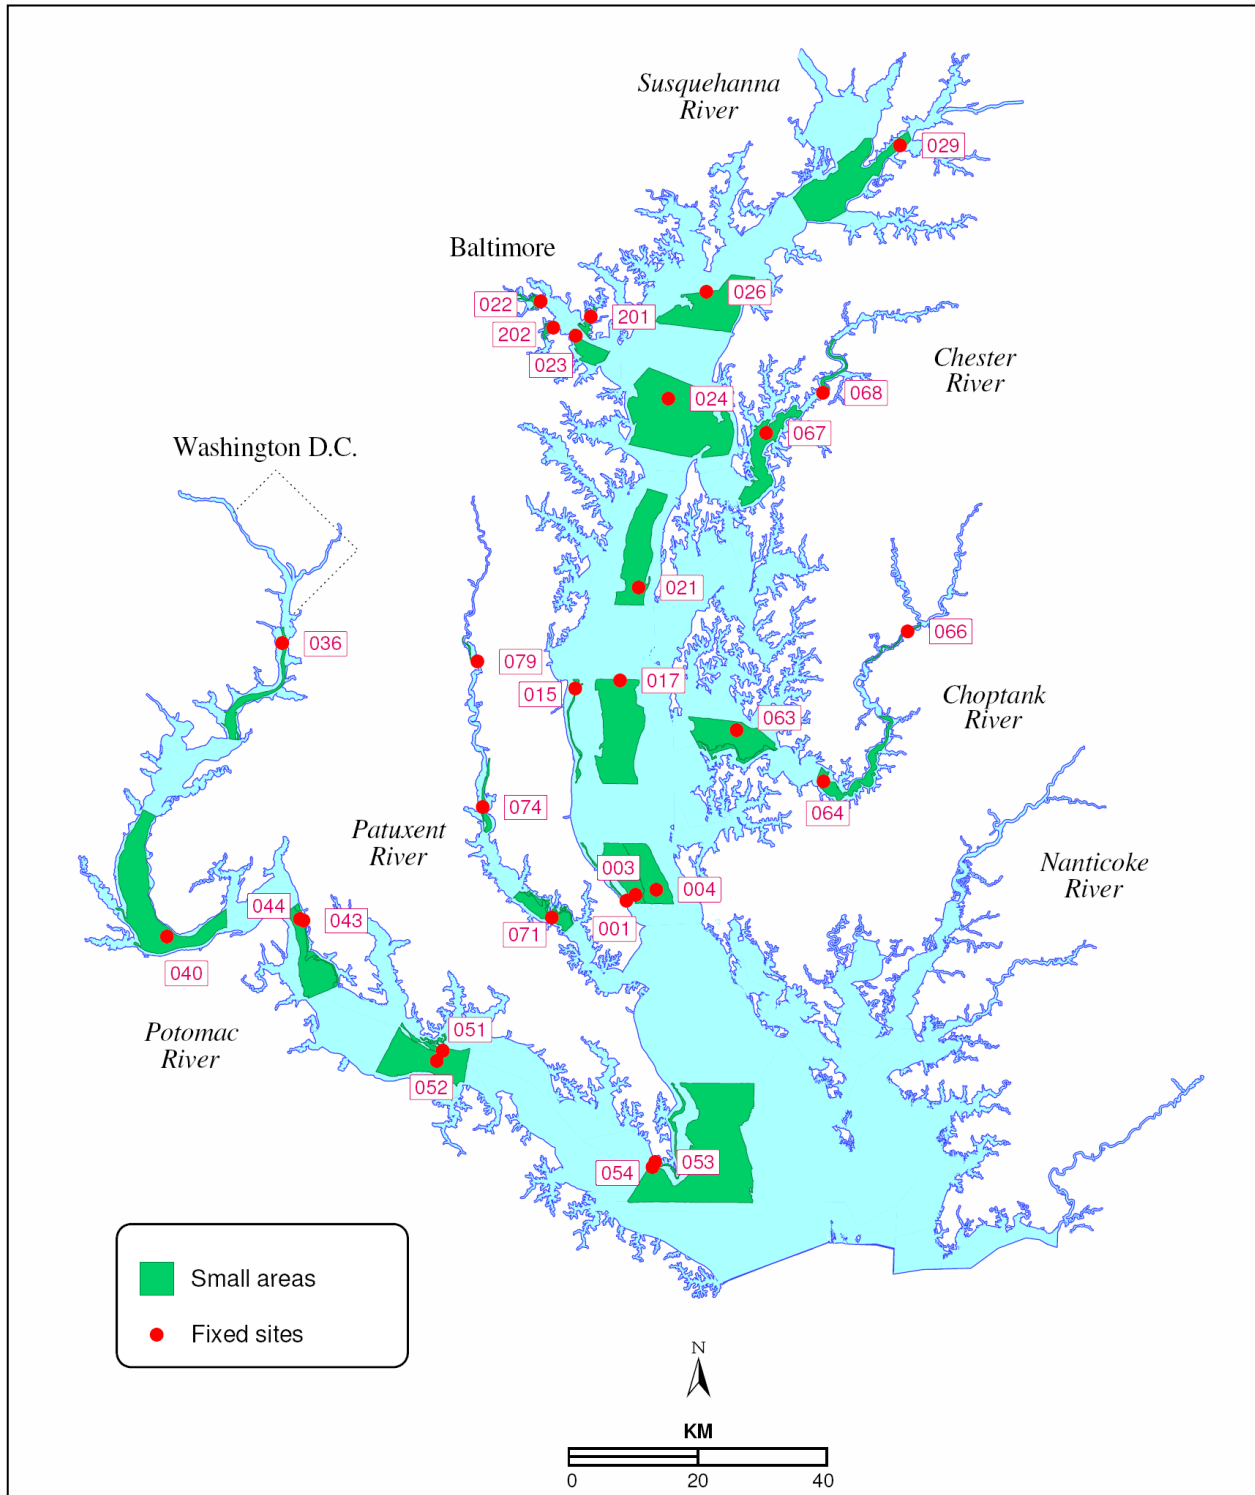 Susquehanna
River
029
Baltimore
026
022
201
202
023
Chester
River
024
068
067
Washington D.C.
021
036
066
079
017
015
Choptank
River
063
074
064
Patuxent
River
003
004
Nanticoke
River
044
043
071
001
040
Potomac
River
051
052
053
054
Small areas
Fixed sites
N
KM
0
20
40